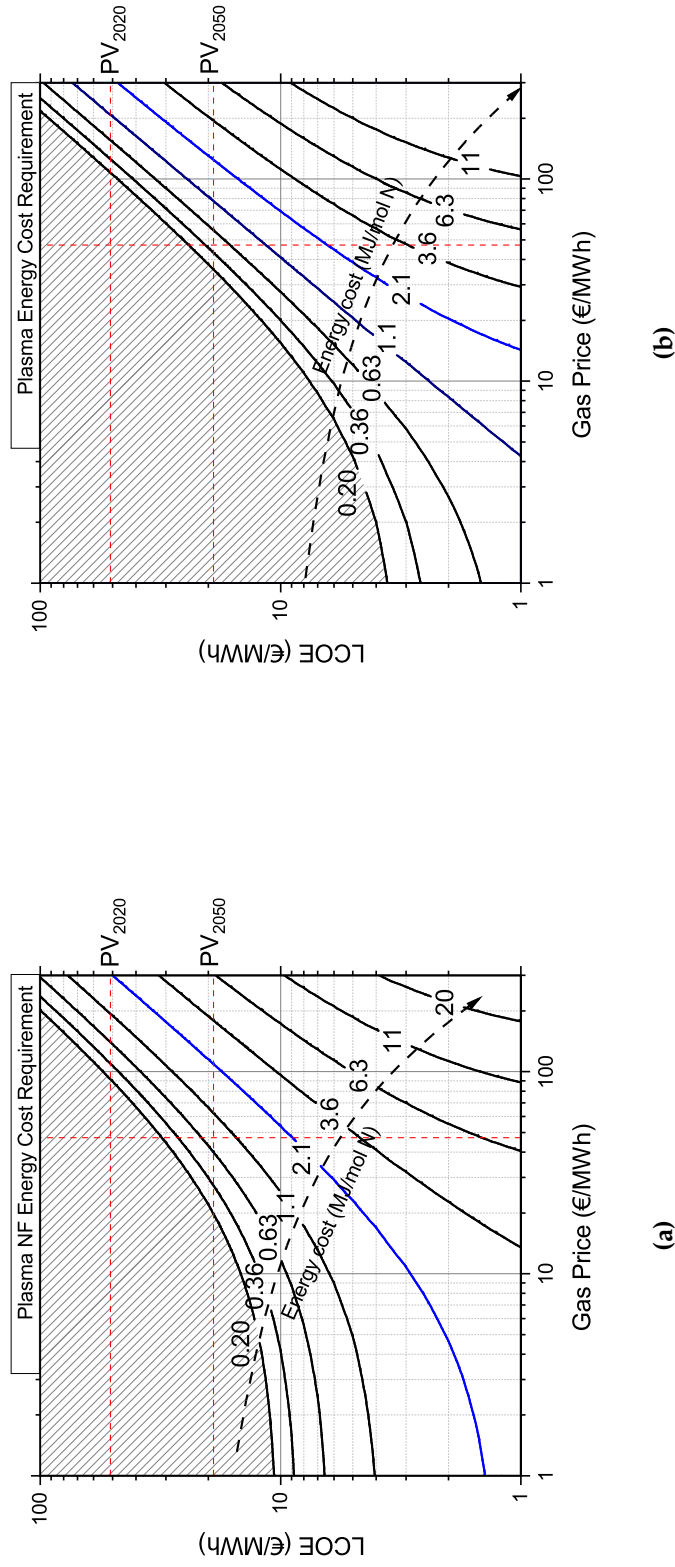 Plasma NF Energy Cost Requirement
100
10
1
LCOE (€/MWh)
1
10
100
Gas Price (€/MWh)
PV2020
PV2050
0.20
0.36
0.63
1.1
2.1
3.6
6.3
11
20
Energy cost (MJ/mol N)
(a)
Plasma Energy Cost Requirement
100
10
1
LCOE (€/MWh)
1
10
100
Gas Price (€/MWh)
PV2020
PV2050
0.20
0.36
0.63
1.1
2.1
3.6
6.3
11
Energy cost (MJ/mol N)
(b)